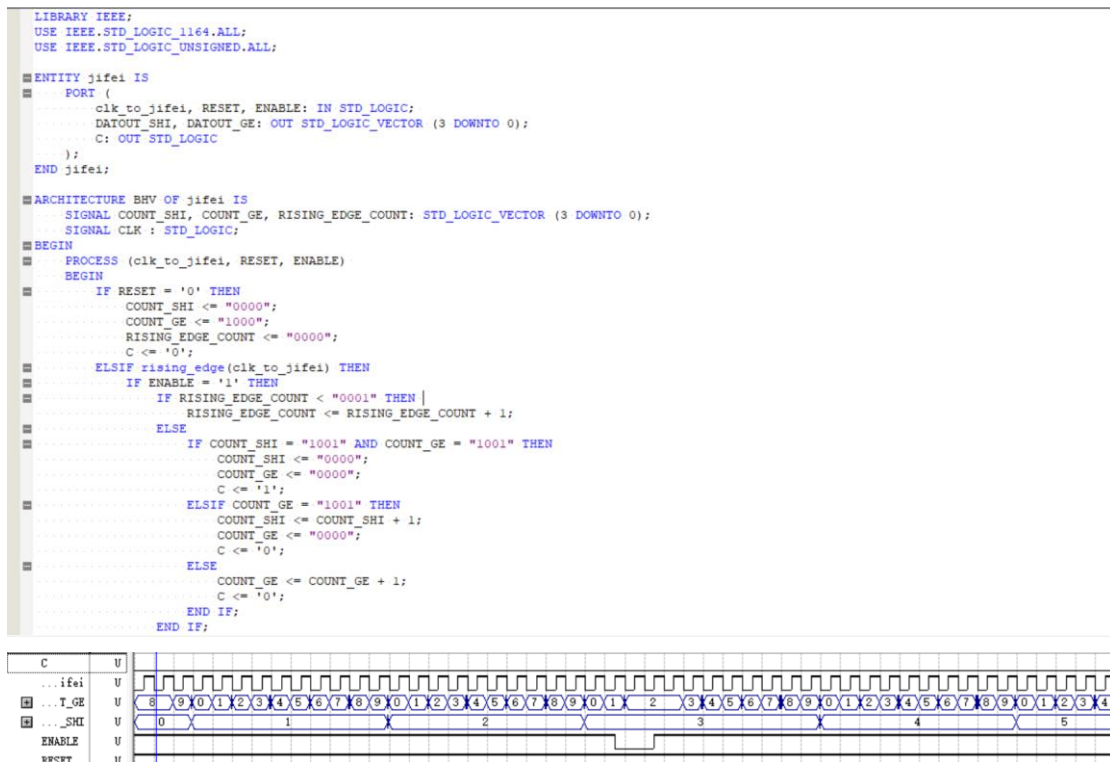 LIBRARY IEEE;
USE IEEE.STD_LOGIC_1164.ALL;
USE IEEE.STD_LOGIC_UNSIGNED.ALL;
ENTITY jifei IS
PORT (
clk_to_jifei, RESET, ENABLE: IN STD_LOGIC;
DATOUT_SHI, DATOUT_GE: OUT STD_LOGIC_VECTOR (3 DOWNTO 0);
C: OUT STD_LOGIC
);
END jifei;
ARCHITECTURE BHV OF jifei IS
SIGNAL COUNT_SHI, COUNT_GE, RISING_EDGE_COUNT: STD_LOGIC_VECTOR (3 DOWNTO 0);
SIGNAL CLK : STD_LOGIC;
BEGIN
PROCESS (clk_to_jifei, RESET, ENABLE)
BEGIN
IF RESET = '0' THEN
COUNT_SHI <= "0000";
COUNT_GE <= "1000";
RISING_EDGE_COUNT <= "0000";
C <= '0';
ELSIF rising_edge(clk_to_jifei) THEN
IF ENABLE = '1' THEN
IF RISING_EDGE_COUNT < "0001" THEN
RISING_EDGE_COUNT <= RISING_EDGE_COUNT + 1;
ELSE
IF COUNT_SHI = "1001" AND COUNT_GE = "1001" THEN
COUNT_SHI <= "0000";
COUNT_GE <= "0000";
C <= '1';
ELSIF COUNT_GE = "1001" THEN
COUNT_SHI <= COUNT_SHI + 1;
COUNT_GE <= "0000";
C <= '0';
ELSE
COUNT_GE <= COUNT_GE + 1;
C <= '0';
END IF;
END IF;
C U
...ifei U
...T_GE U 8 9 0 1 2 3 4 5 6 7 8 9 0 1 2 3 4 5 6 7 8 9 0 1 2 3 4 5 6 7 8 9 0 1 2 3 4 5 6 7 8 9 0 1 2 3 4
..._SHI U 0 1 2 3 4 5
ENABLE U
RESET U